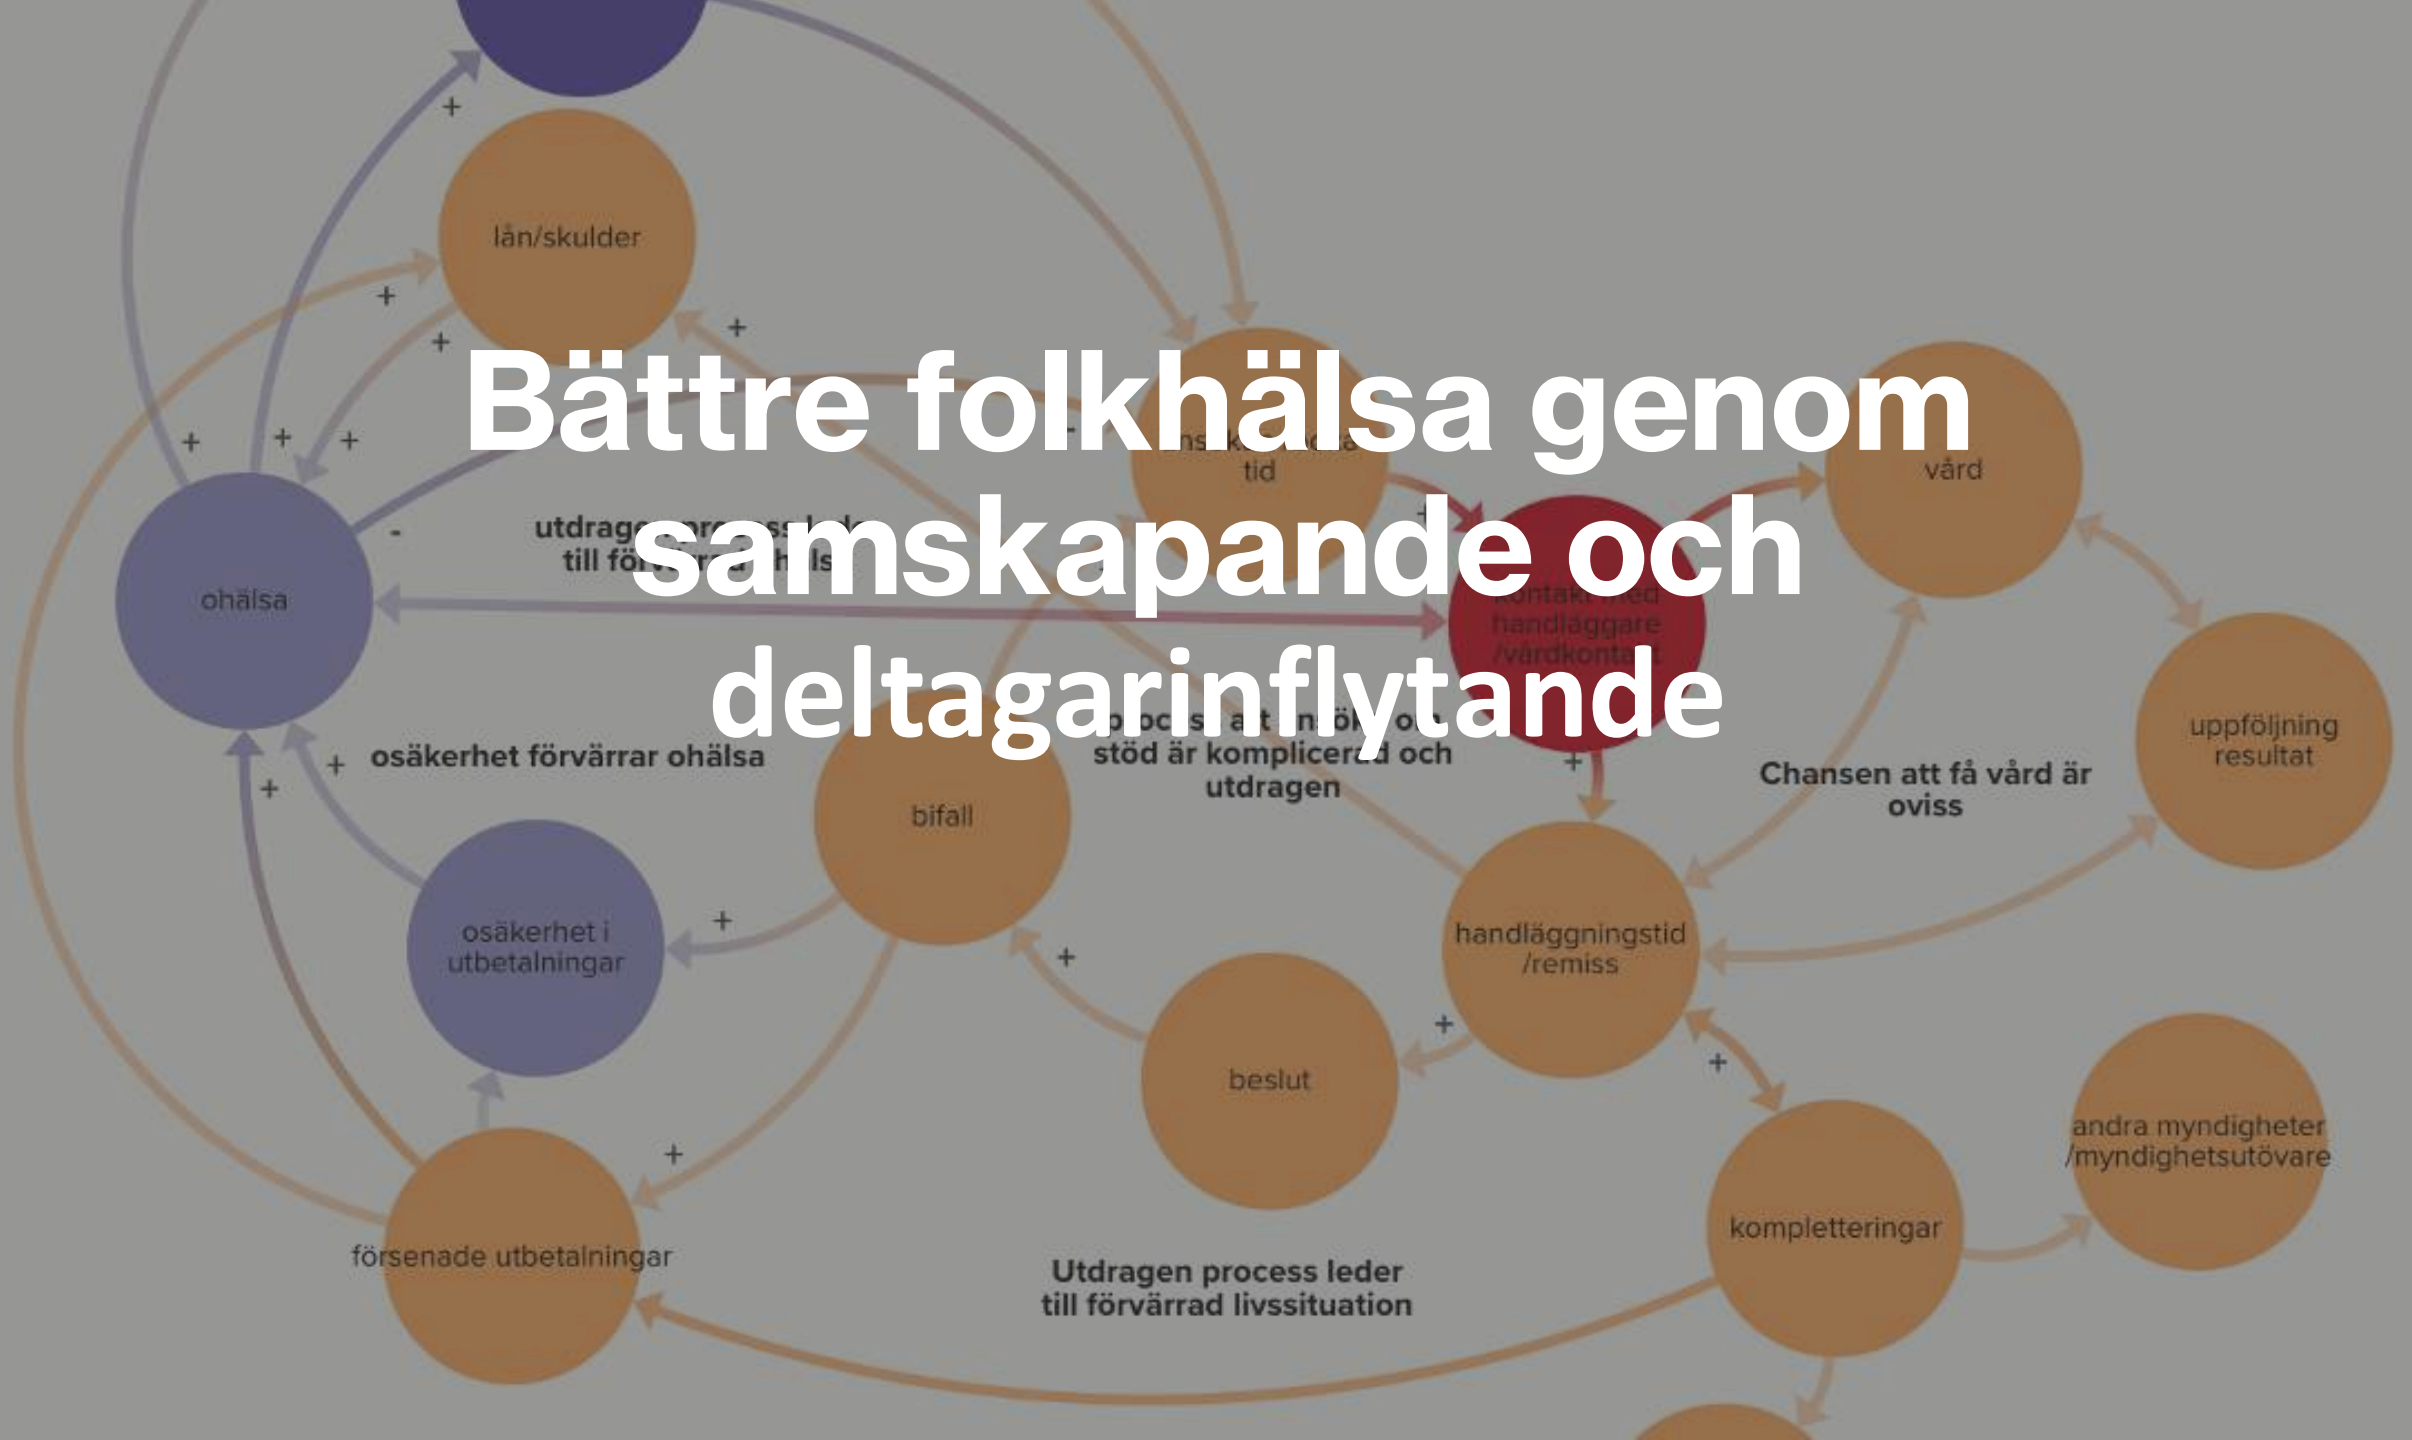 lån/skulder
Bättre folkhälsa genom
samskapande och
deltagarinflytande
tid
vård
ohälsa
till
handläggare
osäkerhet förvärrar ohälsa
stöd är komplicerad och
utdragen
Chansen att få vård är
oviss
uppföljning
resultat
bifall
osäkerhet i
utbetalningar
handläggningstid
/remiss
beslut
andra myndigheter
/myndighetsutövare
kompletteringar
försenade utbetalningar
Utdragen process leder
till förvärrad livssituation